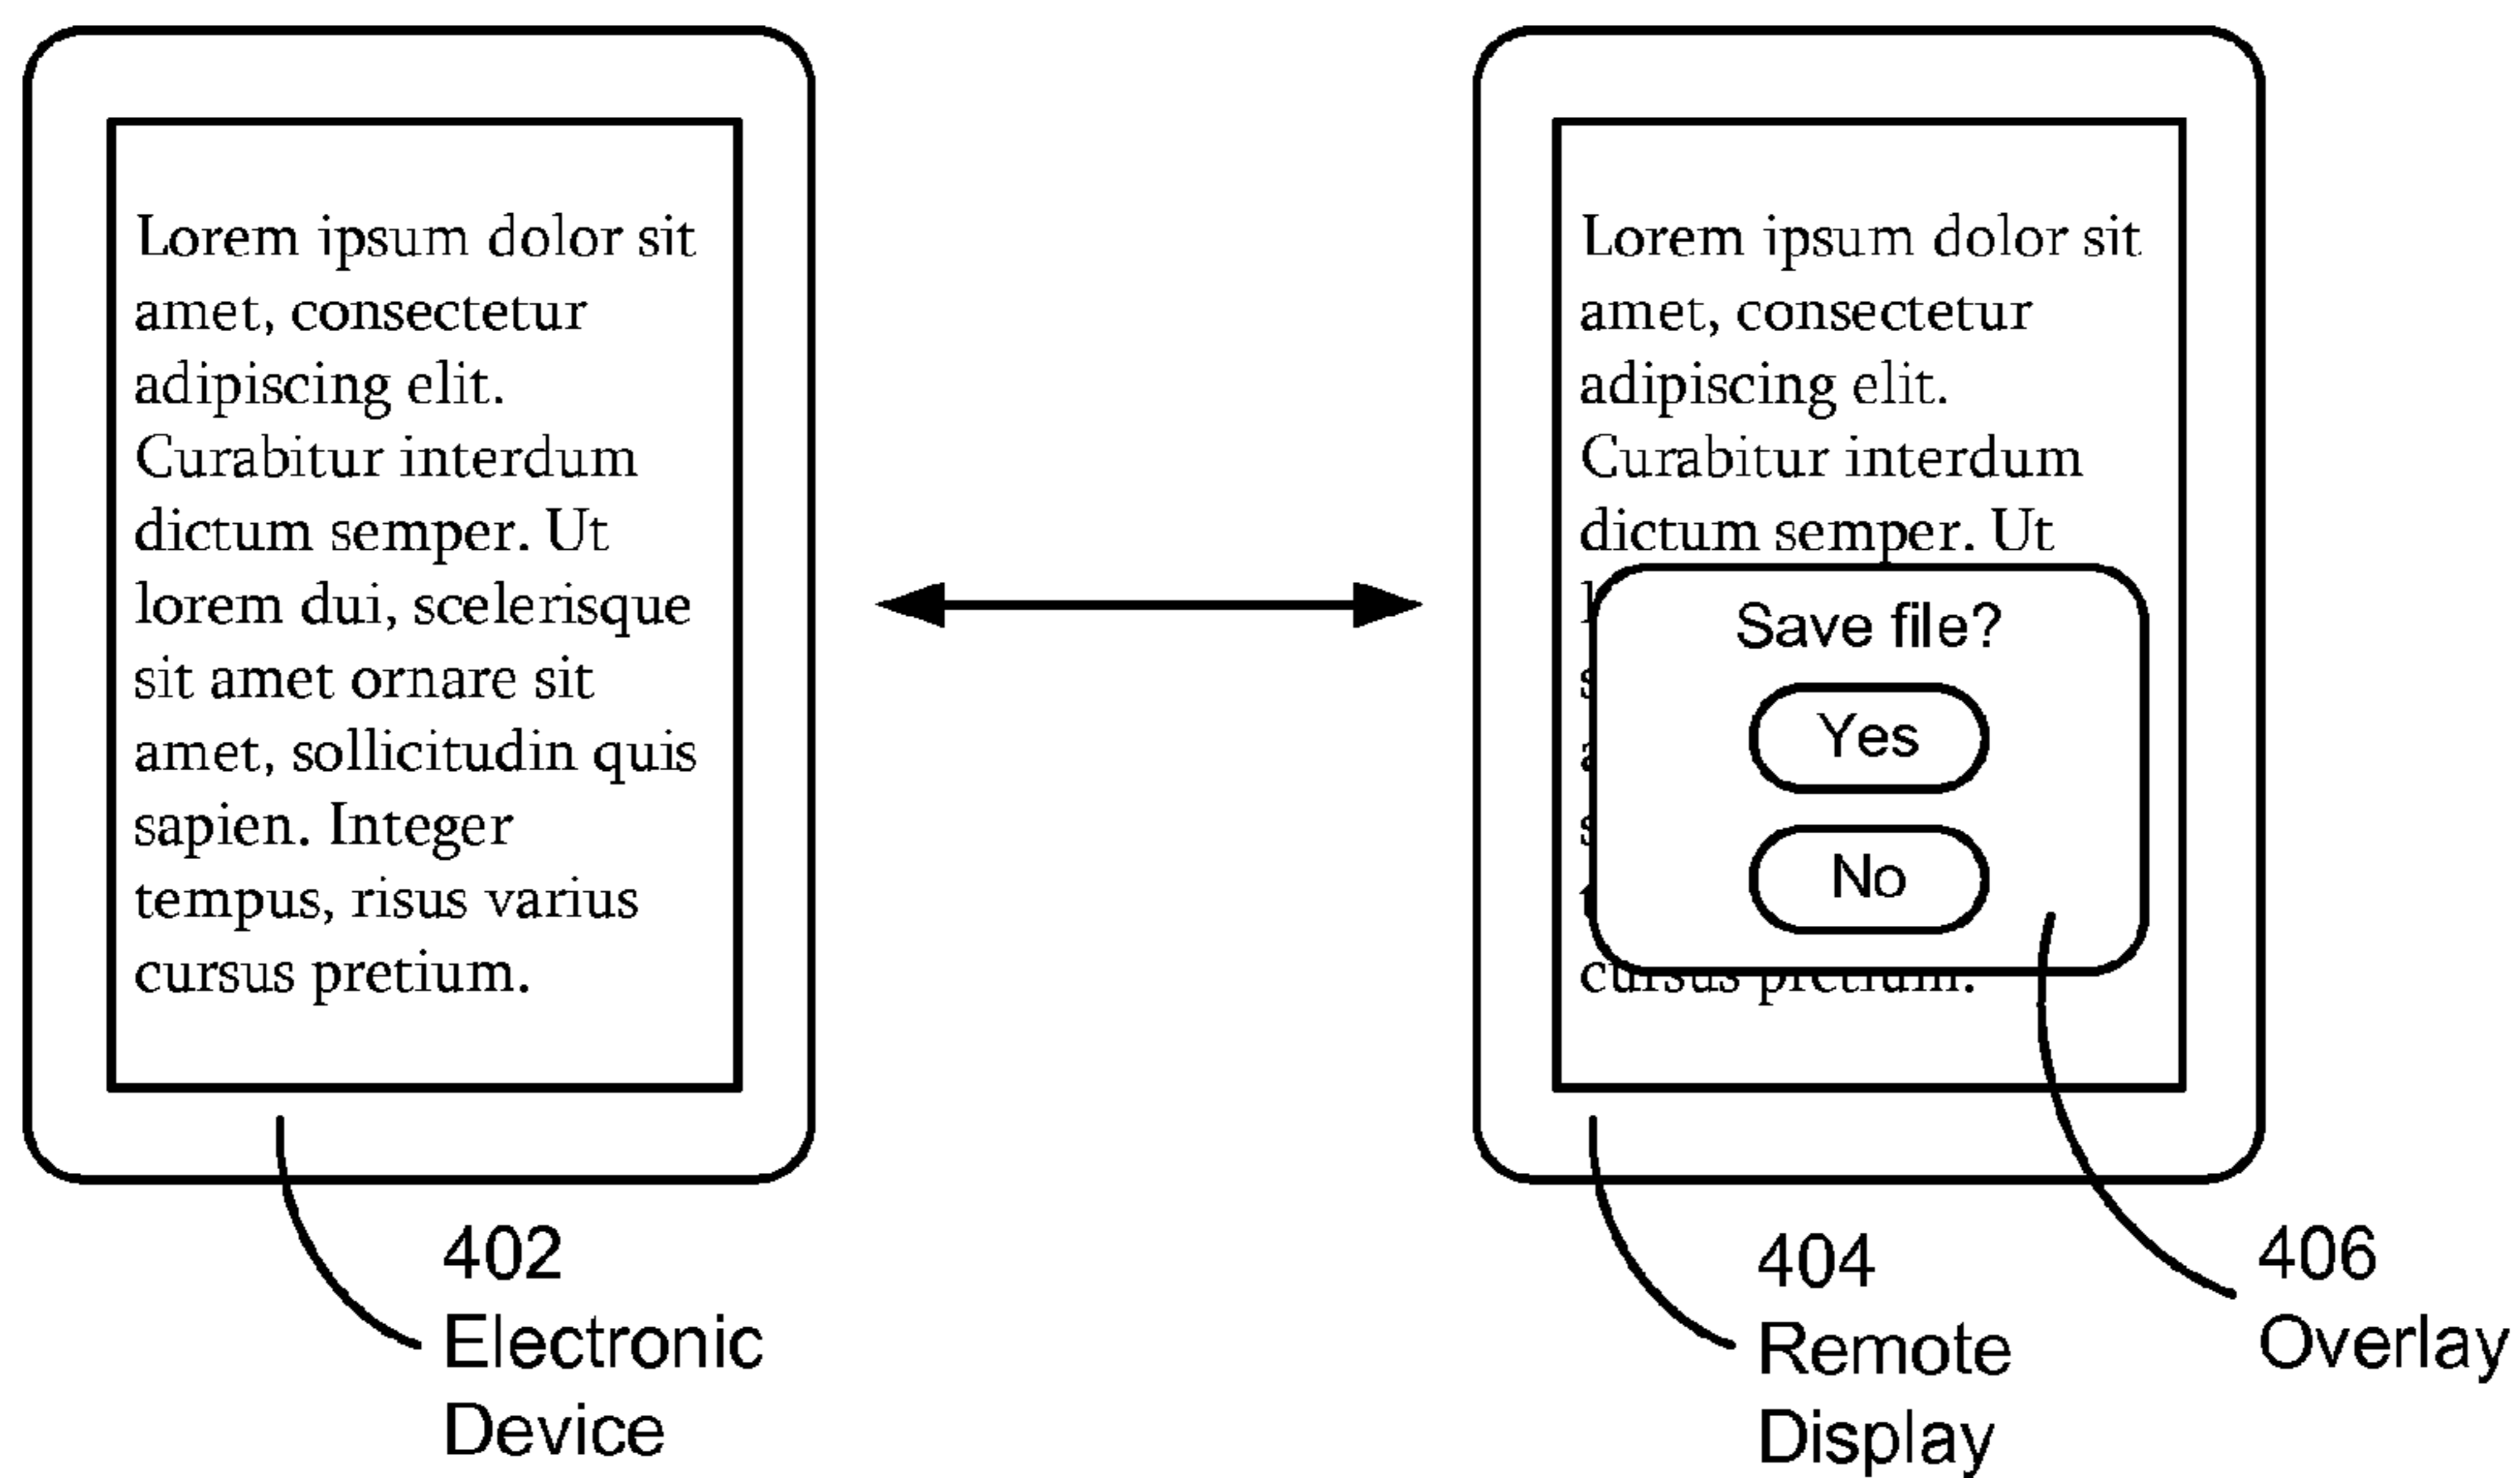 Lorem ipsum dolor sit
amet, consectetur
adipiscing elit.
Curabitur interdum
dictum semper. Ut
lorem dui, scelerisque
sit amet ornare sit
amet, sollicitudin quis
sapien. Integer
tempus, risus varius
cursus pretium.
Lorem ipsum dolor sit
amet, consectetur
adipiscing elit.
Curabitur interdum
dictum semper. Ut
Save file?
Yes
No
cursus pretium.
402
Electronic
Device
404
Remote
Display
406
Overlay